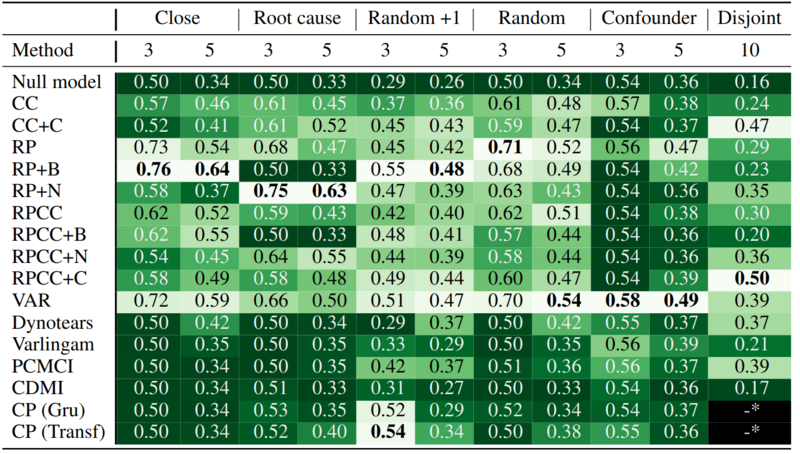 Close Root cause Random +1 Random Confounder Disjoint
Method 3 5 3 5 3 5 3 5 3 5 10
Null model 0.50 0.34 0.50 0.33 0.29 0.26 0.50 0.34 0.54 0.36 0.16
CC 0.57 0.46 0.61 0.45 0.37 0.36 0.61 0.48 0.57 0.38 0.24
CC+C 0.52 0.41 0.61 0.52 0.45 0.43 0.59 0.47 0.54 0.37 0.47
RP 0.73 0.54 0.68 0.47 0.45 0.42 0.71 0.52 0.56 0.47 0.29
RP+B 0.76 0.64 0.50 0.33 0.55 0.48 0.68 0.49 0.54 0.42 0.23
RP+N 0.58 0.37 0.75 0.63 0.47 0.39 0.63 0.43 0.54 0.36 0.35
RPCC 0.62 0.52 0.59 0.43 0.42 0.40 0.62 0.51 0.54 0.38 0.30
RPCC+B 0.62 0.55 0.50 0.33 0.48 0.41 0.57 0.44 0.54 0.36 0.20
RPCC+N 0.54 0.45 0.64 0.55 0.44 0.39 0.58 0.44 0.54 0.36 0.36
RPCC+C 0.58 0.49 0.58 0.48 0.49 0.44 0.60 0.47 0.54 0.39 0.50
VAR 0.72 0.59 0.66 0.50 0.51 0.47 0.70 0.54 0.58 0.49 0.39
Dynotears 0.50 0.42 0.50 0.34 0.29 0.37 0.50 0.42 0.55 0.37 0.37
Varlingam 0.50 0.35 0.50 0.35 0.33 0.29 0.50 0.35 0.56 0.39 0.21
PCMCI 0.50 0.34 0.50 0.35 0.42 0.37 0.51 0.36 0.56 0.37 0.39
CDMI 0.50 0.34 0.51 0.33 0.31 0.27 0.50 0.33 0.54 0.36 0.17
CP (Gru) 0.50 0.34 0.53 0.35 0.52 0.29 0.52 0.34 0.54 0.37 -*
CP (Transf) 0.50 0.34 0.52 0.40 0.54 0.34 0.50 0.38 0.55 0.36 -*